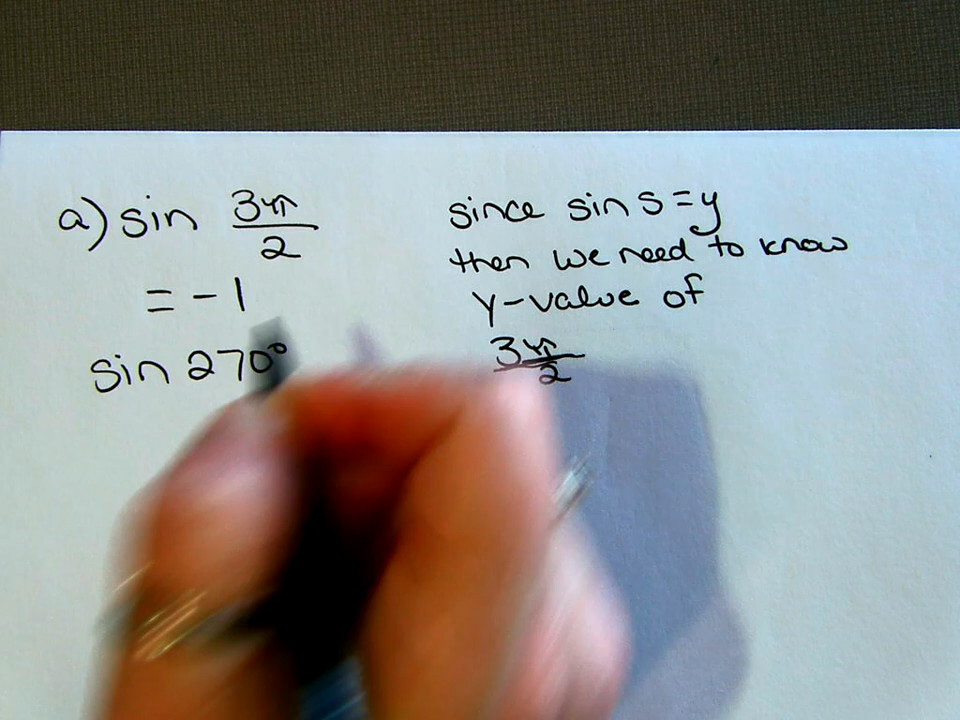 a) sin 3π/2
= -1
sin 270°
since sin s = y
then we need to know
y-value of
3π/2